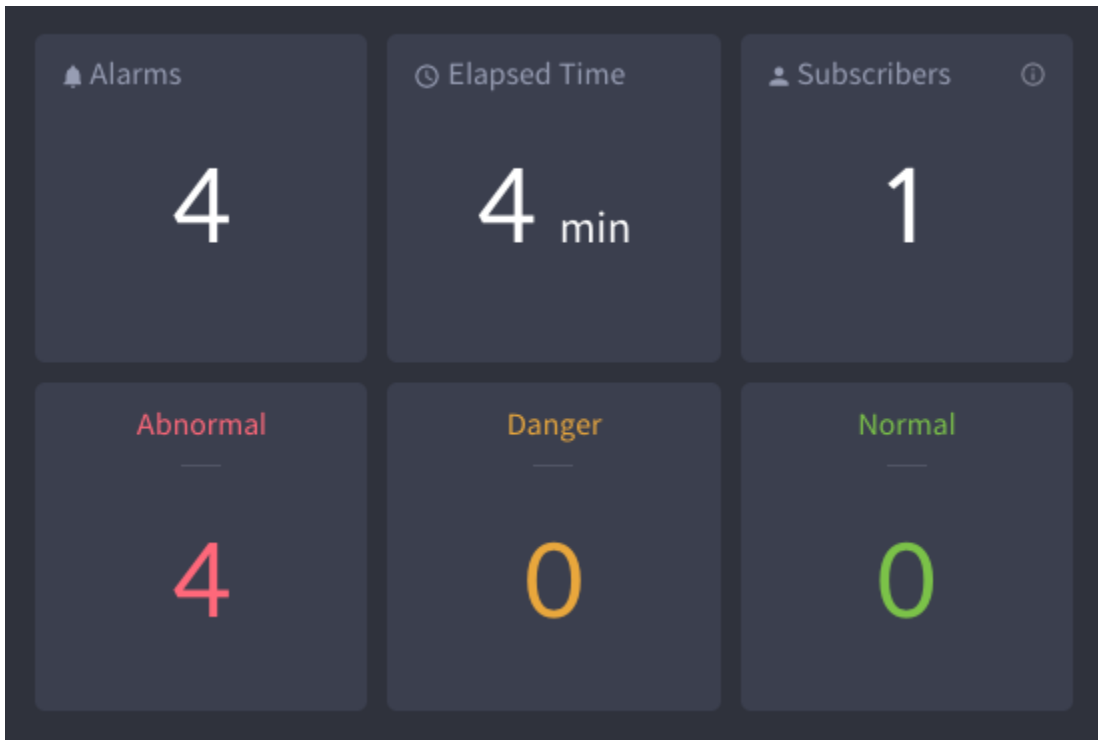 Alarms
Elapsed Time
Subscribers
4
4 min
1
Abnormal
Danger
Normal
4
0
0